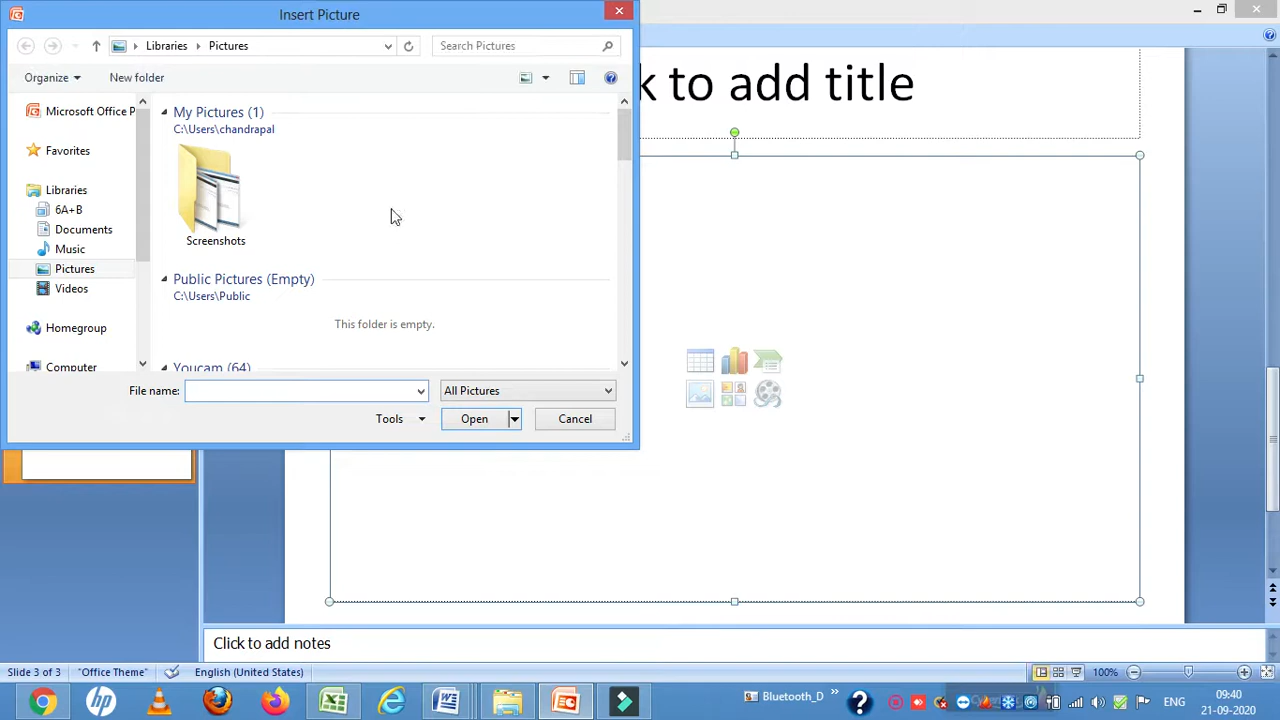 Insert Picture
Libraries Pictures
Search Pictures
Organize
New folder
Microsoft Office P
Favorites
Libraries
6A+B
Documents
Music
Pictures
Videos
Homegroup
Computer
My Pictures (1)
C:\Users\chandrapal
Screenshots
Public Pictures (Empty)
C:\Users\Public
This folder is empty.
Youcam (64)
File name:
All Pictures
Tools
Open
Cancel
k to add title
Click to add notes
Slide 3 of 3
"Office Theme"
English (United States)
100%
Bluetooth_D
ENG
09:40
21-09-2020